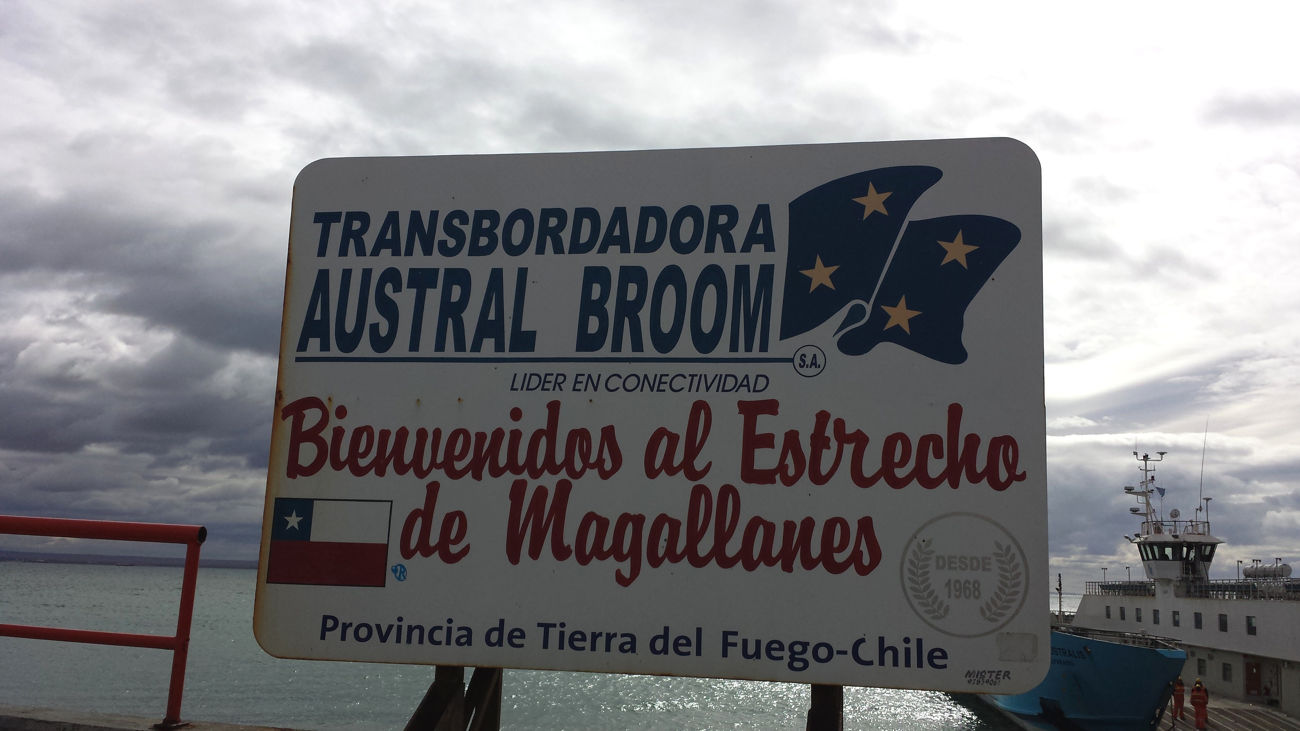 TRANSBORDADORA
AUSTRAL BROOM
S.A.
LIDER EN CONECTIVIDAD
Bienvenidos al Estrecho
de Magallanes
DESDE
1968
Provincia de Tierra del Fuego-Chile
MISTER